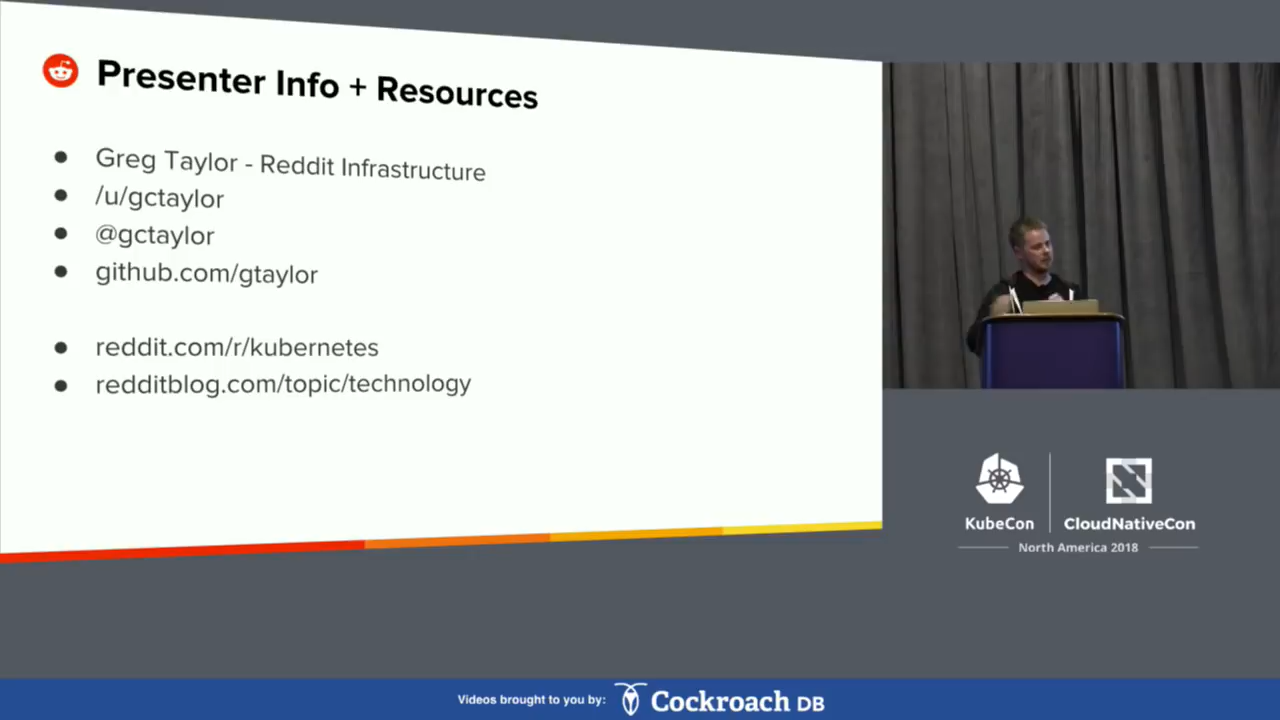 Presenter Info + Resources
Greg Taylor - Reddit Infrastructure
/u/gctaylor
@gctaylor
github.com/gtaylor
reddit.com/r/kubernetes
redditblog.com/topic/technology
KubeCon
CloudNativeCon
North America 2018
Videos brought to you by:
Cockroach DB